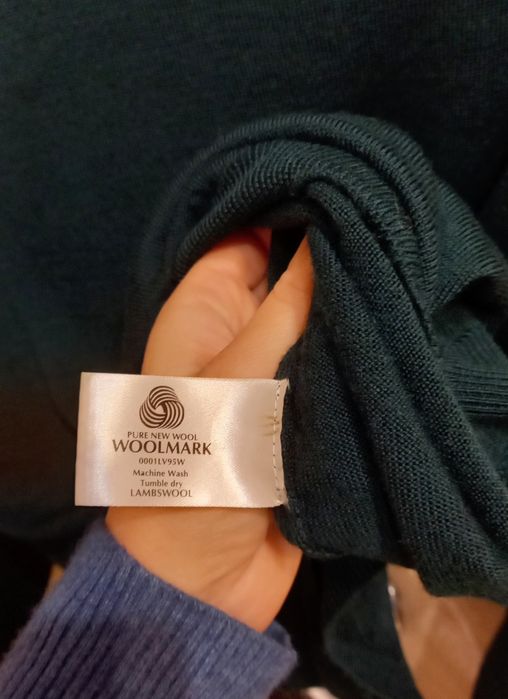 PURE NEW WOOL
WOOLMARK
0001LV95W
Machine Wash
Tumble dry
LAMBSWOOL